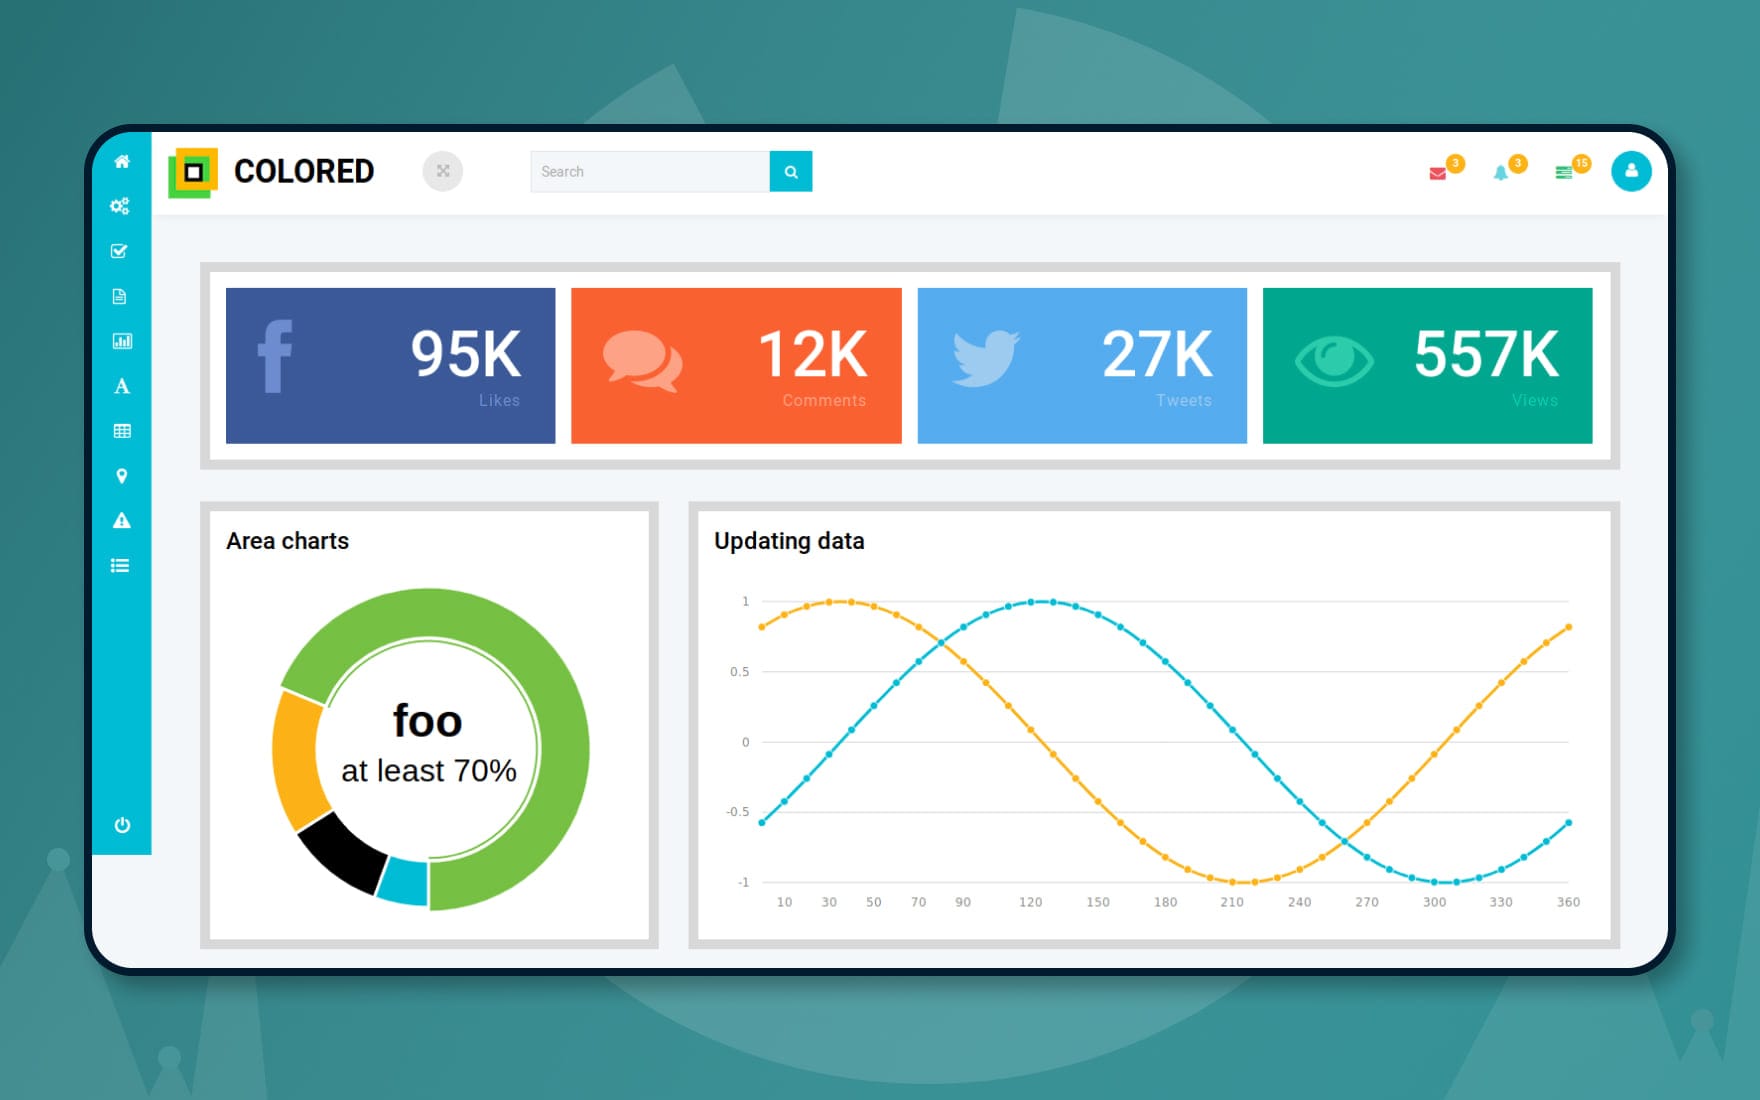 COLORED
Search
3
3
15
95K
Likes
12K
Comments
27K
Tweets
557K
Views
Area charts
foo
at least 70%
Updating data
1
0.5
0
-0.5
-1
10 30 50 70 90 120 150 180 210 240 270 300 330 360